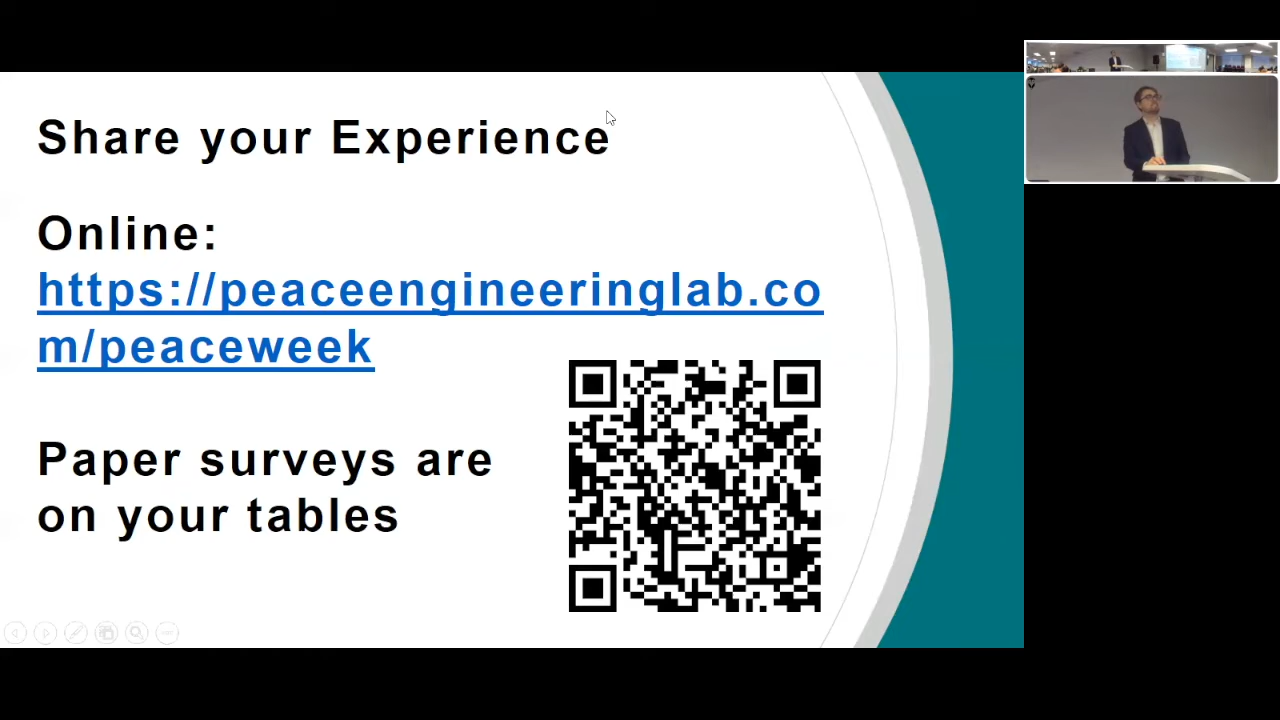 Share your Experience
Online:
https://peaceengineeringlab.co
m/peaceweek
Paper surveys are
on your tables